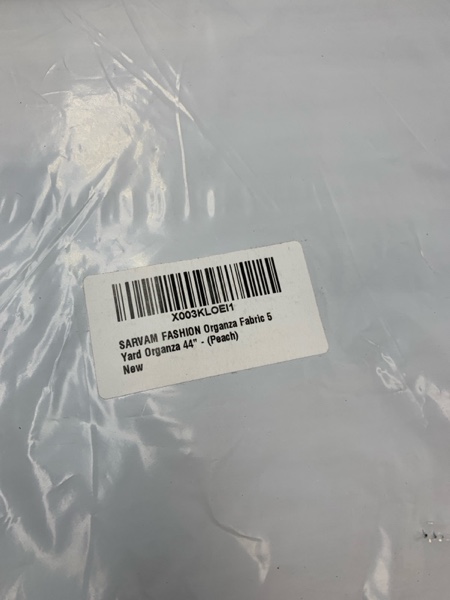 X003KLOEI1
SARVAM FASHION Organza Fabric 5
Yard Organza 44" - (Peach)
New